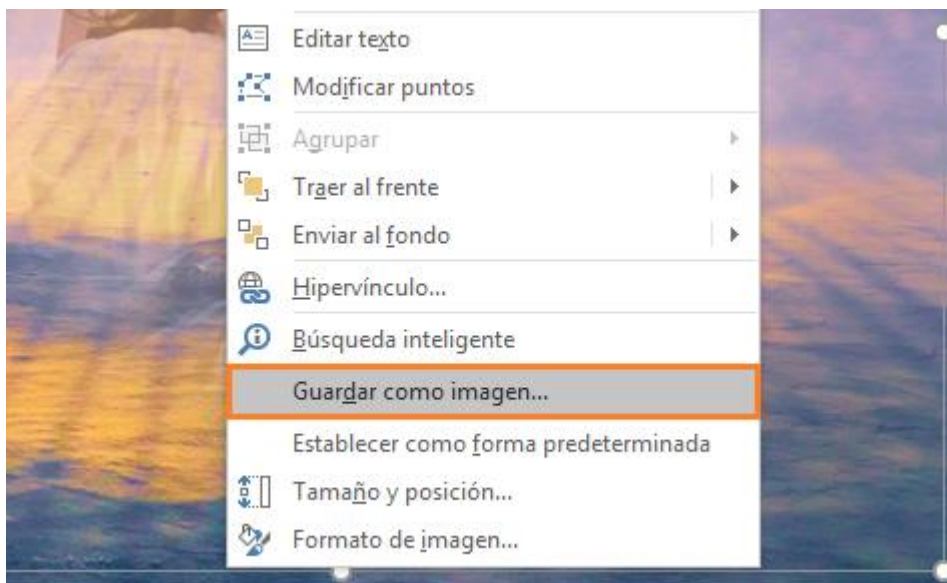 Editar texto
Modificar puntos
Agrupar
Traer al frente
Enviar al fondo
Hipervínculo...
Búsqueda inteligente
Guardar como imagen...
Establecer como forma predeterminada
Tamaño y posición...
Formato de imagen...